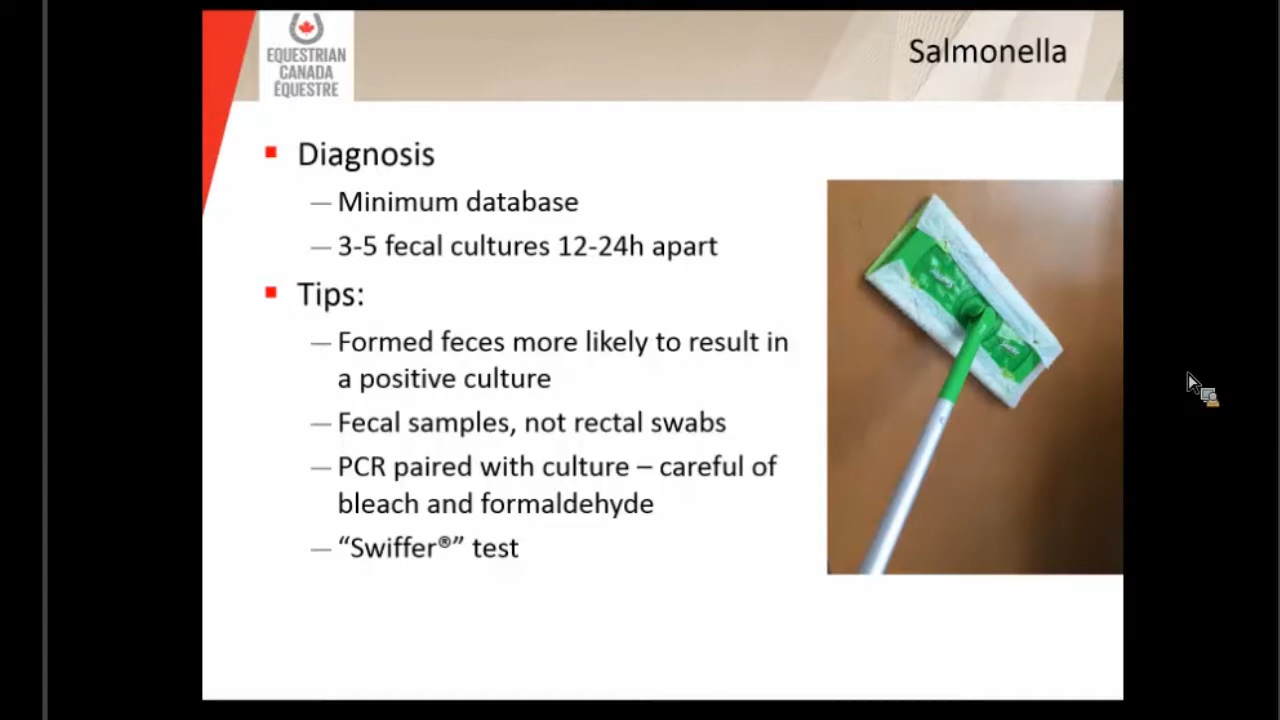 EQUESTRIAN
CANADA
ÉQUESTRE
Salmonella
Diagnosis
— Minimum database
— 3-5 fecal cultures 12-24h apart
Tips:
— Formed feces more likely to result in
a positive culture
— Fecal samples, not rectal swabs
— PCR paired with culture – careful of
bleach and formaldehyde
— “Swiffer®” test